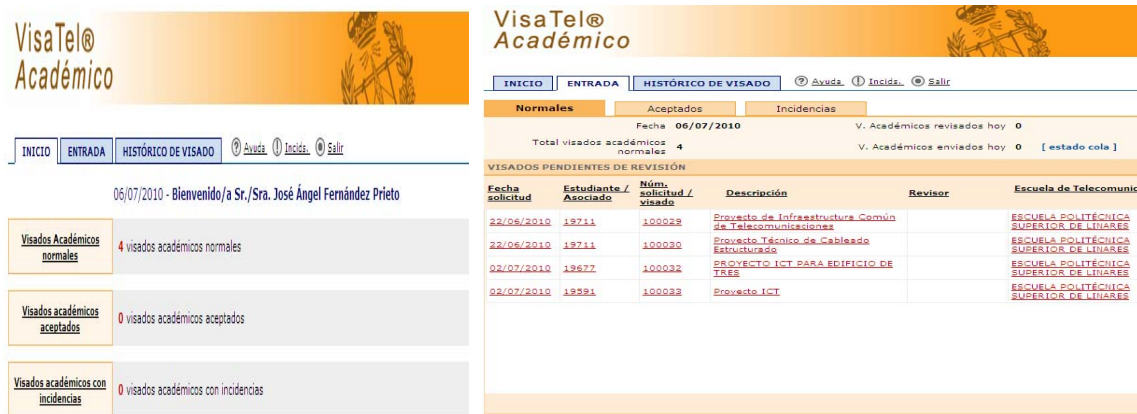 VisaTel®
Académico
INICIO ENTRADA HISTÓRICO DE VISADO Ayuda Incids. Salir
06/07/2010 - Bienvenido/a Sr./Sra. José Ángel Fernández Prieto
Visados Académicos
normales
4 visados académicos normales
Visados académicos
aceptados
0 visados académicos aceptados
Visados académicos con
incidencias
0 visados académicos con incidencias
VisaTel®
Académico
INICIO ENTRADA HISTÓRICO DE VISADO Ayuda Incids. Salir
Normales Aceptados Incidencias
Fecha 06/07/2010 V. Académicos revisados hoy 0
Total visados académicos
normales 4 V. Académicos enviados hoy 0 [ estado cola ]
VISADOS PENDIENTES DE REVISIÓN
Fecha
solicitud
Estudiante /
Asociado
Núm.
solicitud /
visado
Descripción
Revisor
Escuela de Telecomunic
22/06/2010 19711 100029 Proyecto de Infraestructura Común
de Telecomunicaciones
ESCUELA POLITÉCNICA
SUPERIOR DE LINARES
22/06/2010 19711 100030 Proyecto Técnico de Cableado
Estructurado
ESCUELA POLITÉCNICA
SUPERIOR DE LINARES
02/07/2010 19677 100032 PROYECTO ICT PARA EDIFICIO DE
TRES
ESCUELA POLITÉCNICA
SUPERIOR DE LINARES
02/07/2010 19591 100033 Proyecto ICT
ESCUELA POLITÉCNICA
SUPERIOR DE LINARES